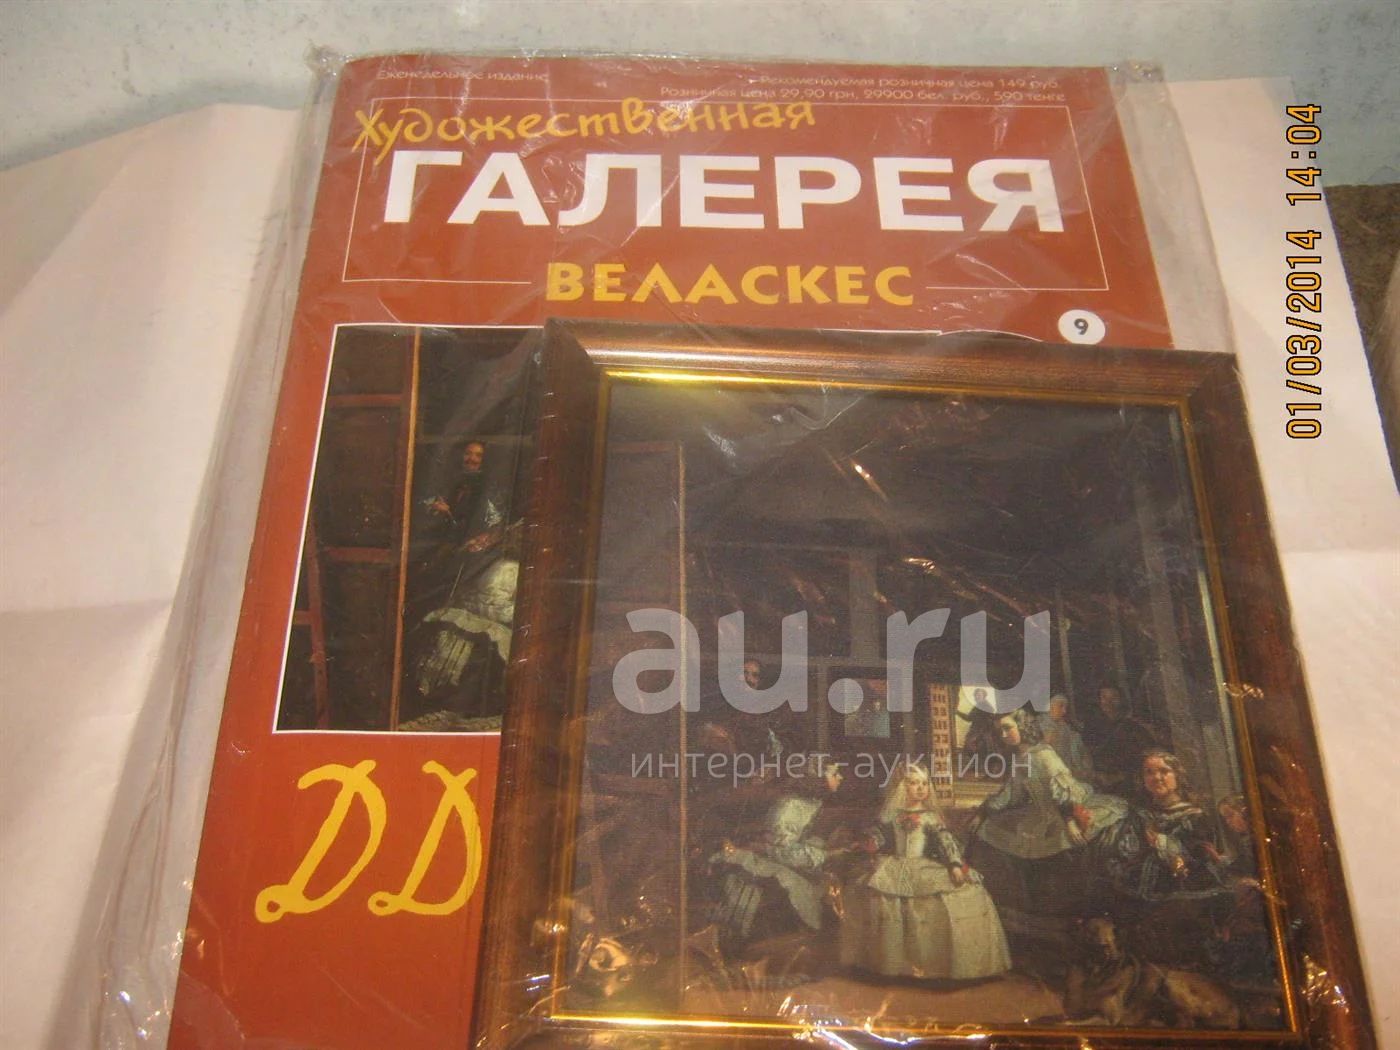 Еженедельное издание
Рекомендуемая розничная цена 149 руб.
Розничная цена 29,90 грн, 29900 бел. руб., 590 тенге
Художественная
ГАЛЕРЕЯ
ВЕЛАСКЕС
9
ДД
au.ru
интернет-аукцион
01/03/2014 14:04